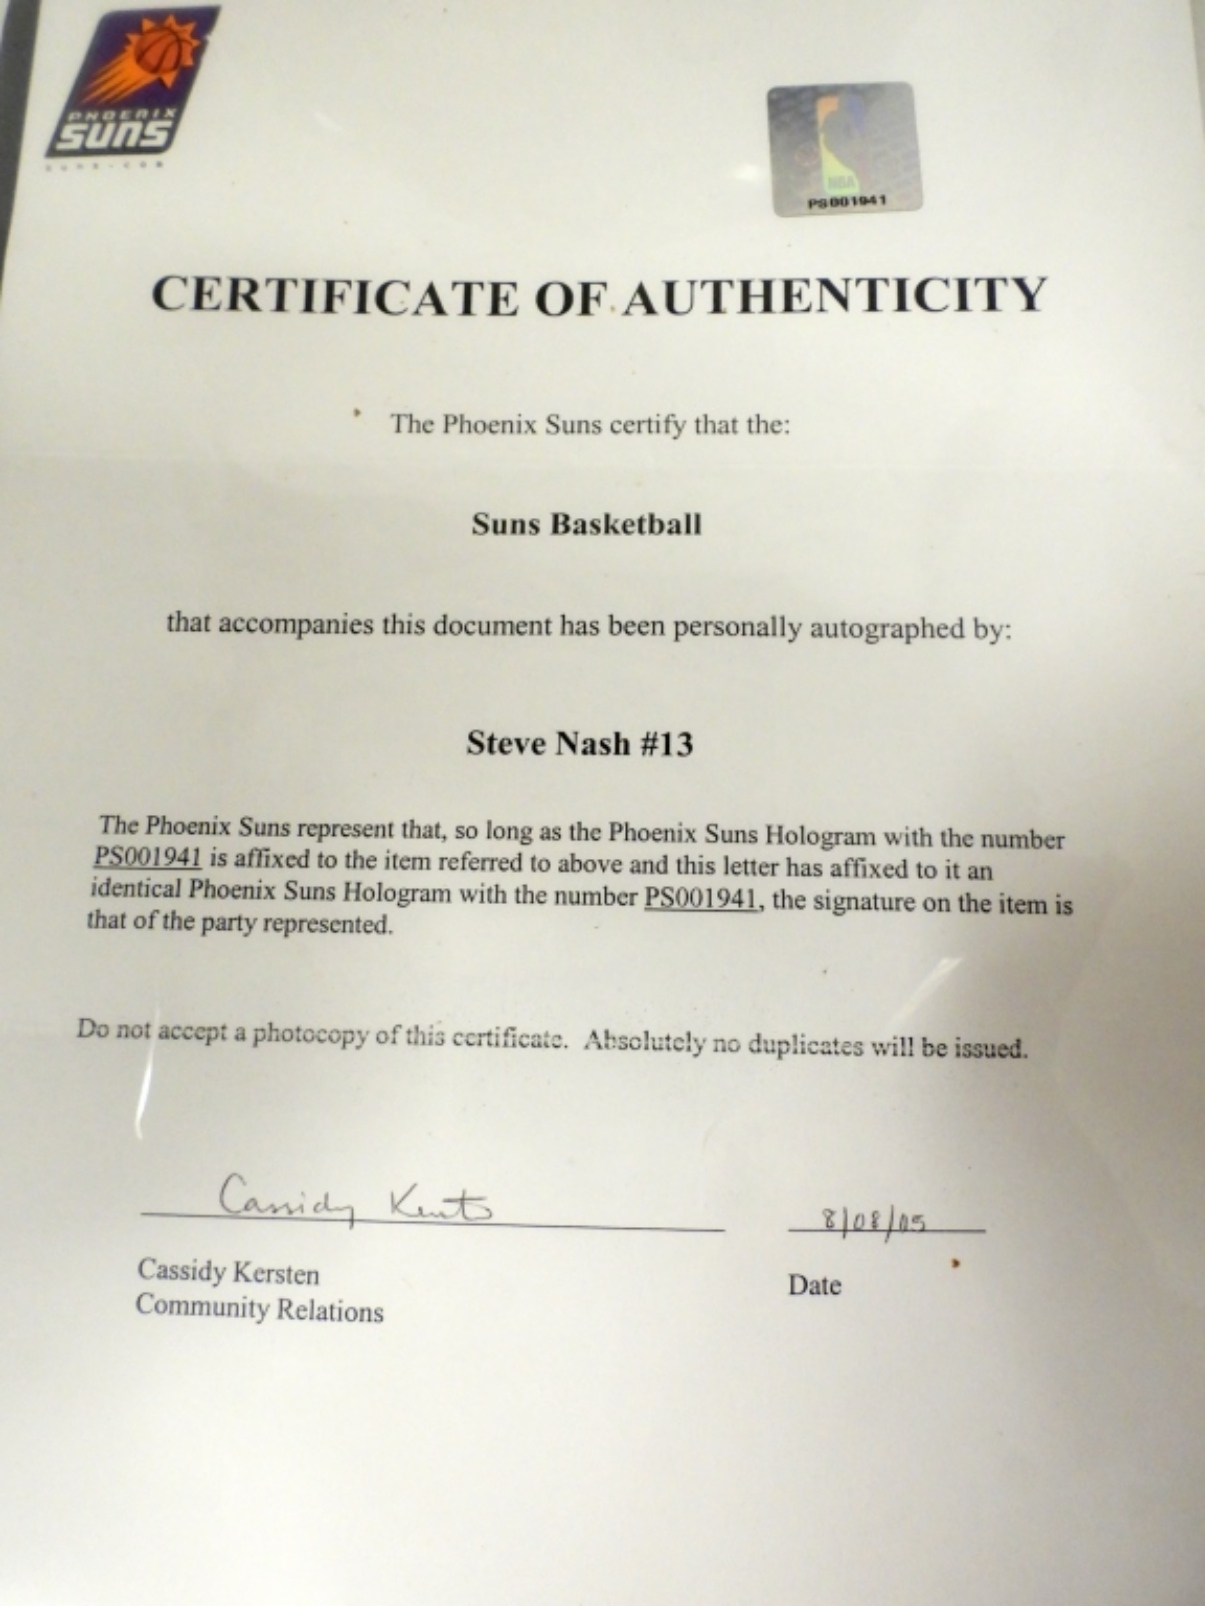 PHOENIX
SUNS
SUNS.COM
NBA
PS001941
CERTIFICATE OF AUTHENTICITY
The Phoenix Suns certify that the:
Suns Basketball
that accompanies this document has been personally autographed by:
Steve Nash #13
The Phoenix Suns represent that, so long as the Phoenix Suns Hologram with the number
PS001941 is affixed to the item referred to above and this letter has affixed to it an
identical Phoenix Suns Hologram with the number PS001941, the signature on the item is
that of the party represented.
Do not accept a photocopy of this certificate. Absolutely no duplicates will be issued.
Cassidy
8/08/05
Cassidy Kersten
Date
Community Relations